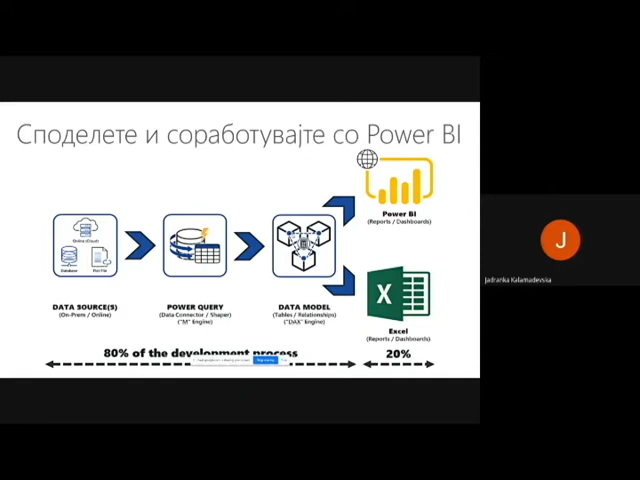 Споделете и соработувајте со Power BI
Power BI
(Reports / Dashboards)
Online (Cloud)
Database
Flat File
DATA SOURCE(S)
(On-Prem / Online)
POWER QUERY
(Data Connector / Shaper)
("M" Engine)
DATA MODEL
(Tables / Relationships)
("DAX" Engine)
X
Excel
(Reports / Dashboards)
80% of the development process
20%
J
Jadranka Kalamadevska